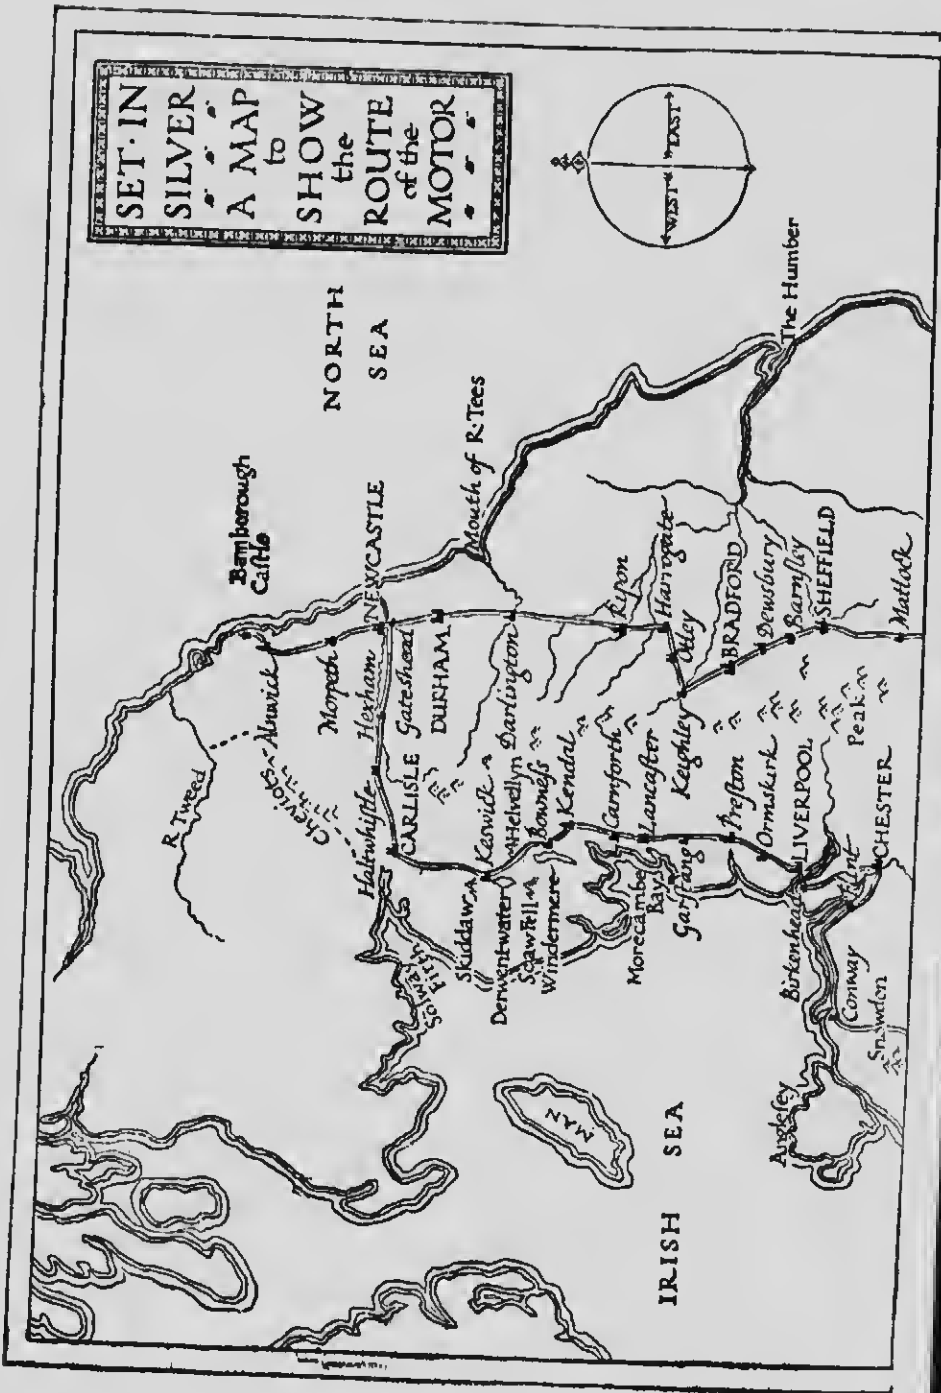 SET·IN
SILVER
A MAP
to
SHOW
the
ROUTE
of the
MOTOR
WEST
EAST
NORTH
SEA
Bamborough
Castle
R. Tweed
Alnwick
Cheviots
Morpeth
NEWCASTLE
Hexham
Haltwhistle
Gateshead
CARLISLE
DURHAM
Mouth of R. Tees
Darlington
Solway
Firth
Skiddaw
Keswick
Derwentwater
Helvellyn
Scawfell
Windermere
Bowness
Kendal
Ripon
Harrogate
Otley
Keighley
BRADFORD
Dewsbury
Barnsley
SHEFFIELD
Matlock
The Humber
Carnforth
Lancaster
Morecambe
Bay
Garstang
Preston
Ormskirk
LIVERPOOL
Birkenhead
Flint
CHESTER
Peak
Conway
Snowdon
Anglesey
MAN
IRISH
SEA